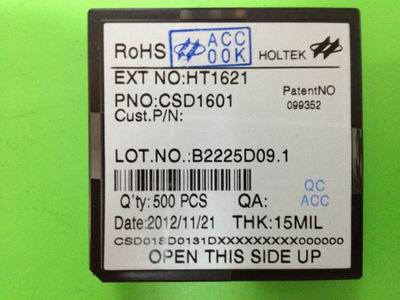 RoHS ACC HOLTEK
00K
EXT NO:HT1621
PatentNO
PNO:CSD1601
099352
Cust.P/N:
LOT.NO.:B2225D09.1
QC
Q'ty:500 PCS QA: ACC
Date:2012/11/21 THK:15MIL
CSD01SD0131DXXXXXXXXX000000
OPEN THIS SIDE UP